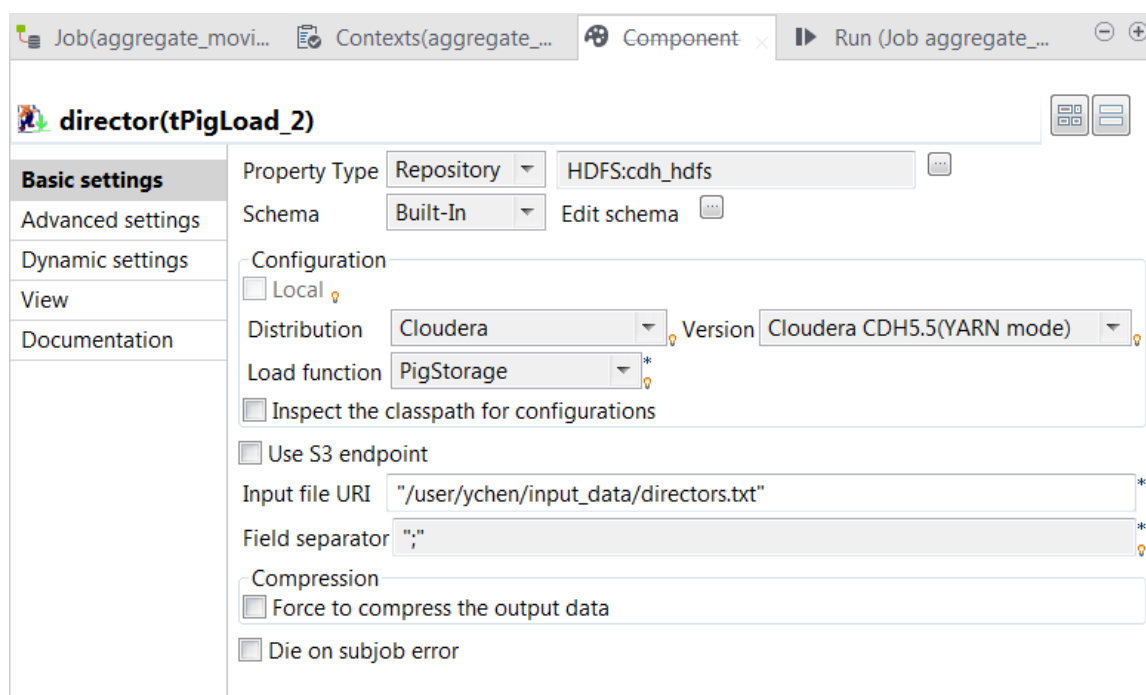 Job(aggregate_movi... Contexts(aggregate_... Component Run (Job aggregate_...
director(tPigLoad_2)
Basic settings
Advanced settings
Dynamic settings
View
Documentation
Property Type Repository HDFS:cdh_hdfs ...
Schema Built-In Edit schema ...
Configuration
Local
Distribution Cloudera Version Cloudera CDH5.5(YARN mode)
Load function PigStorage *
Inspect the classpath for configurations
Use S3 endpoint
Input file URI "/user/ychen/input_data/directors.txt" *
Field separator ";" *
Compression
Force to compress the output data
Die on subjob error